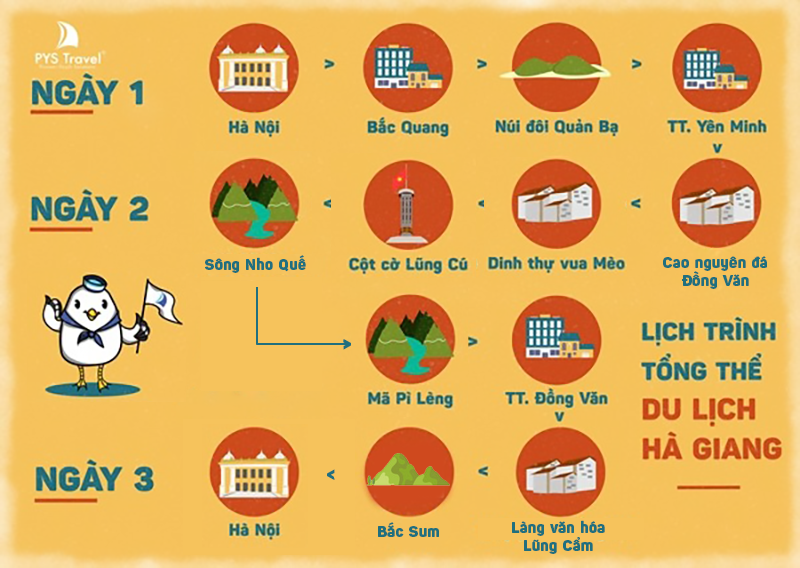 PYS Travel
NGÀY 1
Hà Nội > Bắc Quang > Núi đôi Quản Bạ > TT. Yên Minh
v
NGÀY 2
Sông Nho Quế < Cột cờ Lũng Cú < Dinh thự vua Mèo < Cao nguyên đá
Đồng Văn
Mã Pì Lèng > TT. Đồng Văn
v
LỊCH TRÌNH
TỔNG THỂ
DU LỊCH
HÀ GIANG
NGÀY 3
Hà Nội < Bắc Sum < Làng văn hóa
Lũng Cẩm